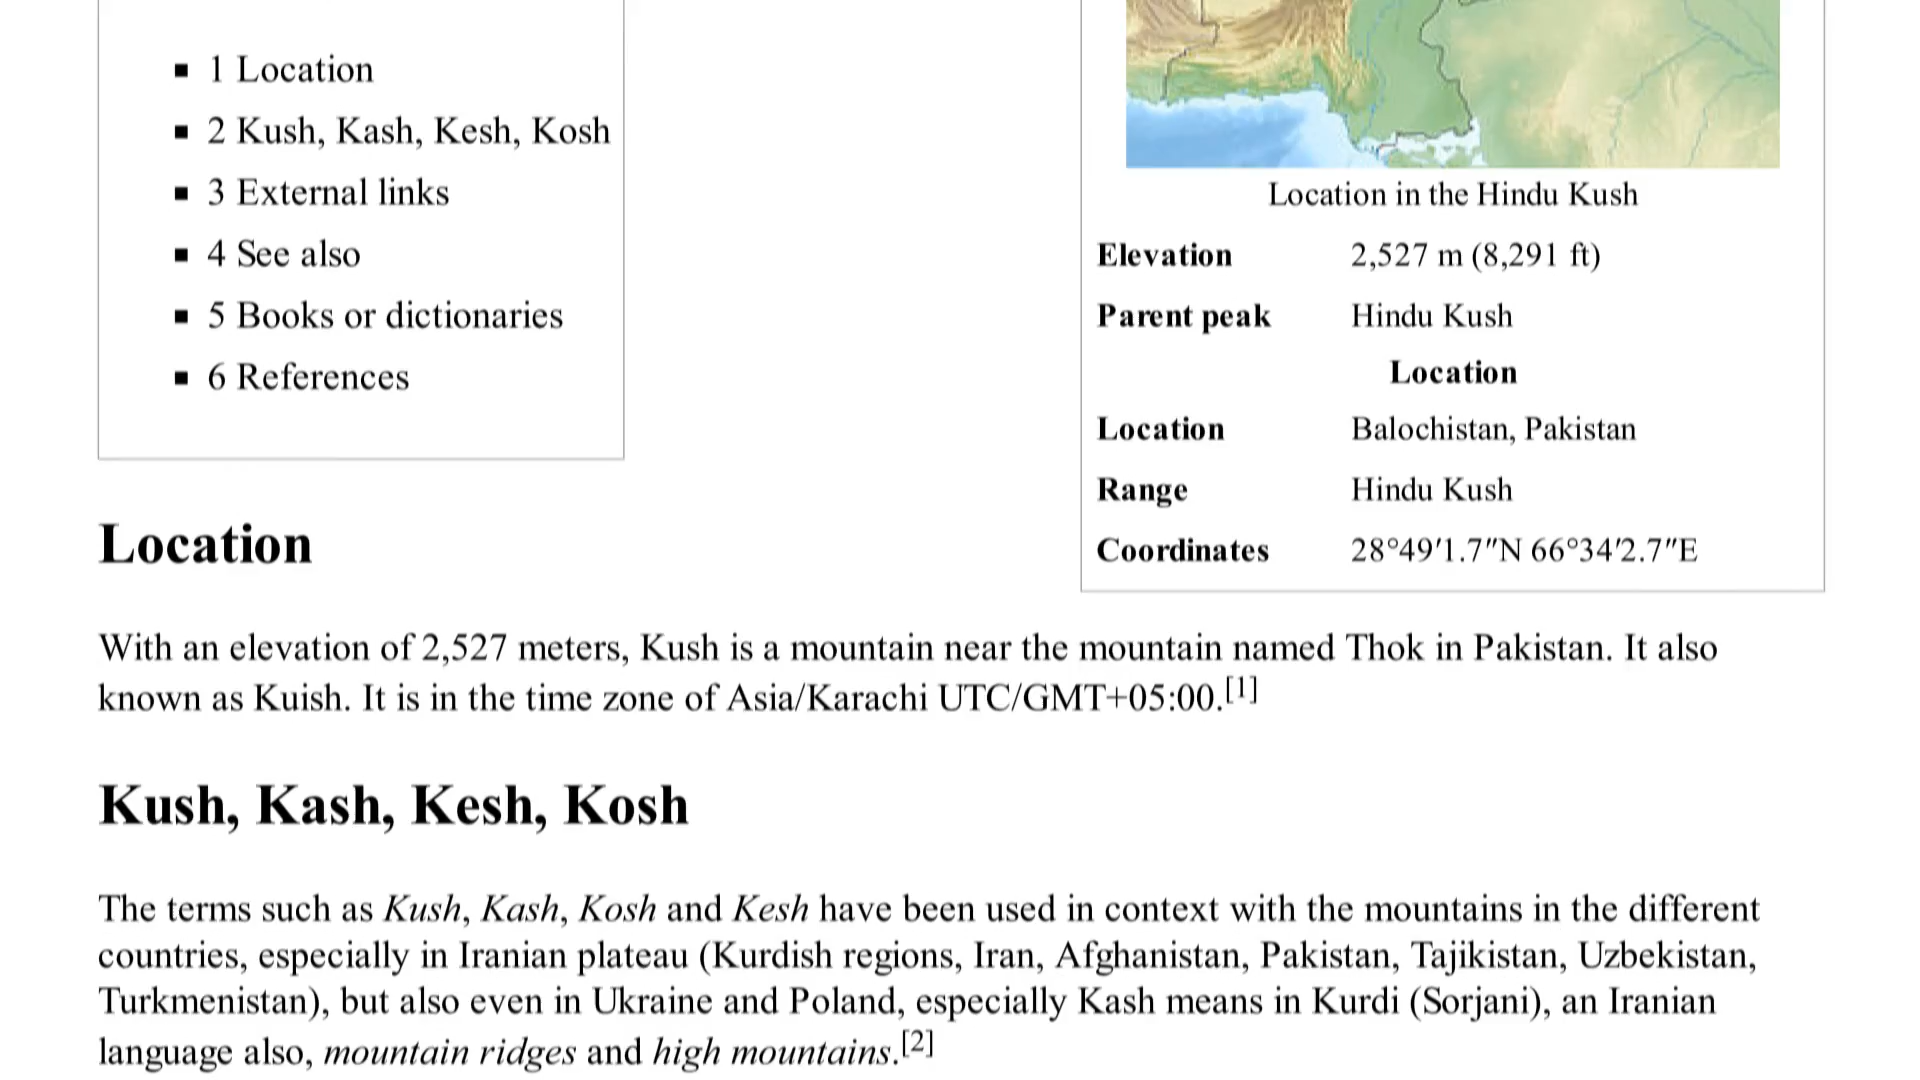 1 Location
2 Kush, Kash, Kesh, Kosh
3 External links
4 See also
5 Books or dictionaries
6 References
Location in the Hindu Kush
Elevation 2,527 m (8,291 ft)
Parent peak Hindu Kush
Location
Location Balochistan, Pakistan
Range Hindu Kush
Coordinates 28°49′1.7″N 66°34′2.7″E
Location
With an elevation of 2,527 meters, Kush is a mountain near the mountain named Thok in Pakistan. It also
known as Kuish. It is in the time zone of Asia/Karachi UTC/GMT+05:00.[1]
Kush, Kash, Kesh, Kosh
The terms such as Kush, Kash, Kosh and Kesh have been used in context with the mountains in the different
countries, especially in Iranian plateau (Kurdish regions, Iran, Afghanistan, Pakistan, Tajikistan, Uzbekistan,
Turkmenistan), but also even in Ukraine and Poland, especially Kash means in Kurdi (Sorjani), an Iranian
language also, mountain ridges and high mountains.[2]